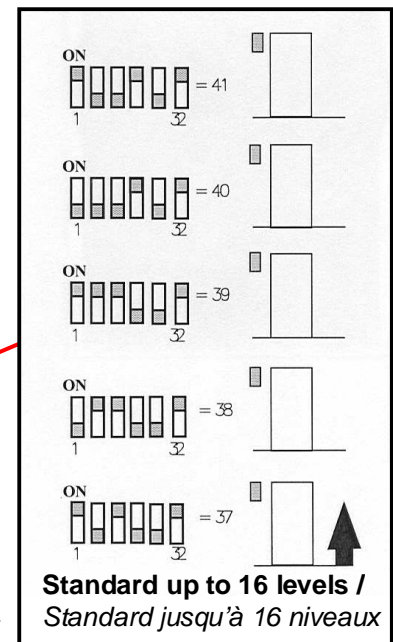 ON
= 41
1 32
ON
= 40
1 32
ON
= 39
1 32
ON
= 38
1 32
ON
= 37
1 32
Standard up to 16 levels /
Standard jusqu'à 16 niveaux